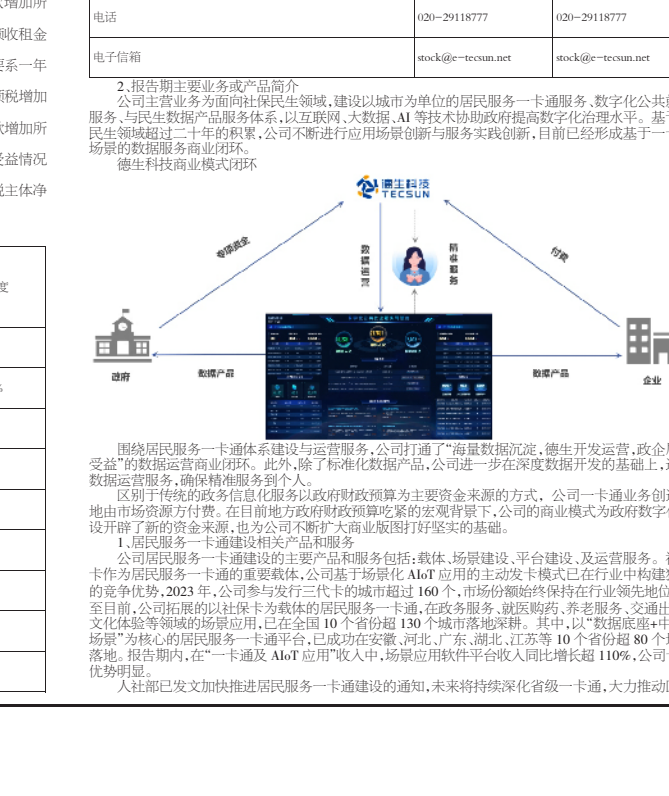 增加所
收租金
要系一年
税增加
增加所
受益情况
税主体净
度
%
电话 020-29118777 020-29118777
电子信箱 stock@e-tecsun.net stock@e-tecsun.net
2、报告期主要业务或产品简介
公司主营业务为面向社保民生领域,建设以城市为单位的居民服务一卡通服务、数字化公共
服务、与民生数据产品服务体系,以互联网、大数据、AI 等技术协助政府提高数字化治理水平。基
民生领域超过二十年的积累,公司不断进行应用场景创新与服务实践创新,目前已经形成基于一
场景的数据服务商业闭环。
德生科技商业模式闭环
德生科技
TECSUN
专项资金
数据运营
精准服务
付费
政府
数据产品
数据产品
企业
围绕居民服务一卡通体系建设与运营服务,公司打通了“海量数据沉淀,德生开发运营,政企
受益”的数据运营商业闭环。此外,除了标准化数据产品,公司进一步在深度数据开发的基础上,
数据运营服务,确保精准服务到个人。
区别于传统的政务信息化服务以政府财政预算为主要资金来源的方式，公司一卡通业务创
地由市场资源方付费。在目前地方政府财政预算吃紧的宏观背景下,公司的商业模式为政府数字
设开辟了新的资金来源,也为公司不断扩大商业版图打好坚实的基础。
1、居民服务一卡通建设相关产品和服务
公司居民服务一卡通建设的主要产品和服务包括:载体、场景建设、平台建设、及运营服务。
卡作为居民服务一卡通的重要载体,公司基于场景化 AIoT 应用的主动发卡模式已在行业中构建
的竞争优势,2023 年,公司参与发行三代卡的城市超过 160 个,市场份额始终保持在行业领先地位
至目前,公司拓展的以社保卡为载体的居民服务一卡通,在政务服务、就医购药、养老服务、交通出
文化体验等领域的场景应用,已在全国 10 个省份超 130 个城市落地深耕。其中,以“数据底座+中
场景”为核心的居民服务一卡通平台,已成功在安徽、河北、广东、湖北、江苏等 10 个省份超 80 个
落地。报告期内,在“一卡通及 AIoT 应用”收入中,场景应用软件平台收入同比增长超 110%,公司
优势明显。
人社部已发文加快推进居民服务一卡通建设的通知,未来将持续深化省级一卡通,大力推动